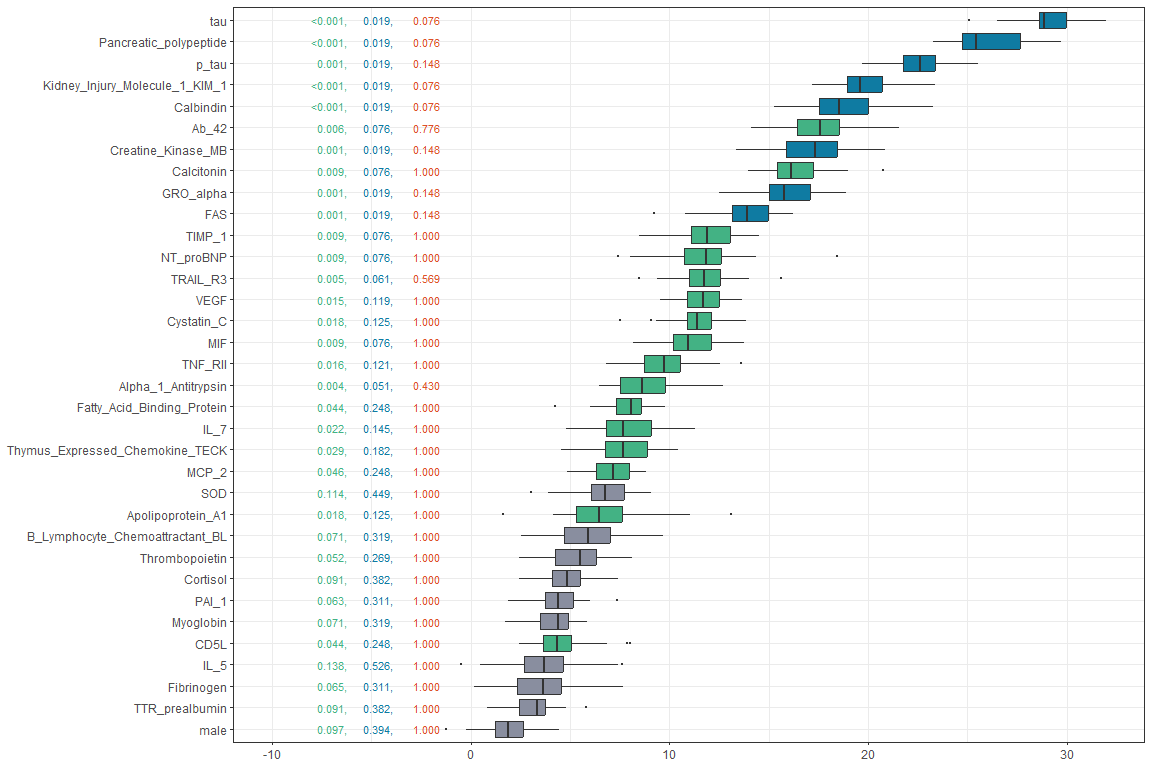 tau <0.001, 0.019, 0.076
Pancreatic_polypeptide <0.001, 0.019, 0.076
p_tau 0.001, 0.019, 0.148
Kidney_Injury_Molecule_1_KIM_1 <0.001, 0.019, 0.076
Calbindin <0.001, 0.019, 0.076
Ab_42 0.006, 0.076, 0.776
Creatine_Kinase_MB 0.001, 0.019, 0.148
Calcitonin 0.009, 0.076, 1.000
GRO_alpha 0.001, 0.019, 0.148
FAS 0.001, 0.019, 0.148
TIMP_1 0.009, 0.076, 1.000
NT_proBNP 0.009, 0.076, 1.000
TRAIL_R3 0.005, 0.061, 0.569
VEGF 0.015, 0.119, 1.000
Cystatin_C 0.018, 0.125, 1.000
MIF 0.009, 0.076, 1.000
TNF_RII 0.016, 0.121, 1.000
Alpha_1_Antitrypsin 0.004, 0.051, 0.430
Fatty_Acid_Binding_Protein 0.044, 0.248, 1.000
IL_7 0.022, 0.145, 1.000
Thymus_Expressed_Chemokine_TECK 0.029, 0.182, 1.000
MCP_2 0.046, 0.248, 1.000
SOD 0.114, 0.449, 1.000
Apolipoprotein_A1 0.018, 0.125, 1.000
B_Lymphocyte_Chemoattractant_BL 0.071, 0.319, 1.000
Thrombopoietin 0.052, 0.269, 1.000
Cortisol 0.091, 0.382, 1.000
PAI_1 0.063, 0.311, 1.000
Myoglobin 0.071, 0.319, 1.000
CD5L 0.044, 0.248, 1.000
IL_5 0.138, 0.526, 1.000
Fibrinogen 0.065, 0.311, 1.000
TTR_prealbumin 0.091, 0.382, 1.000
male 0.097, 0.394, 1.000
-10 0 10 20 30